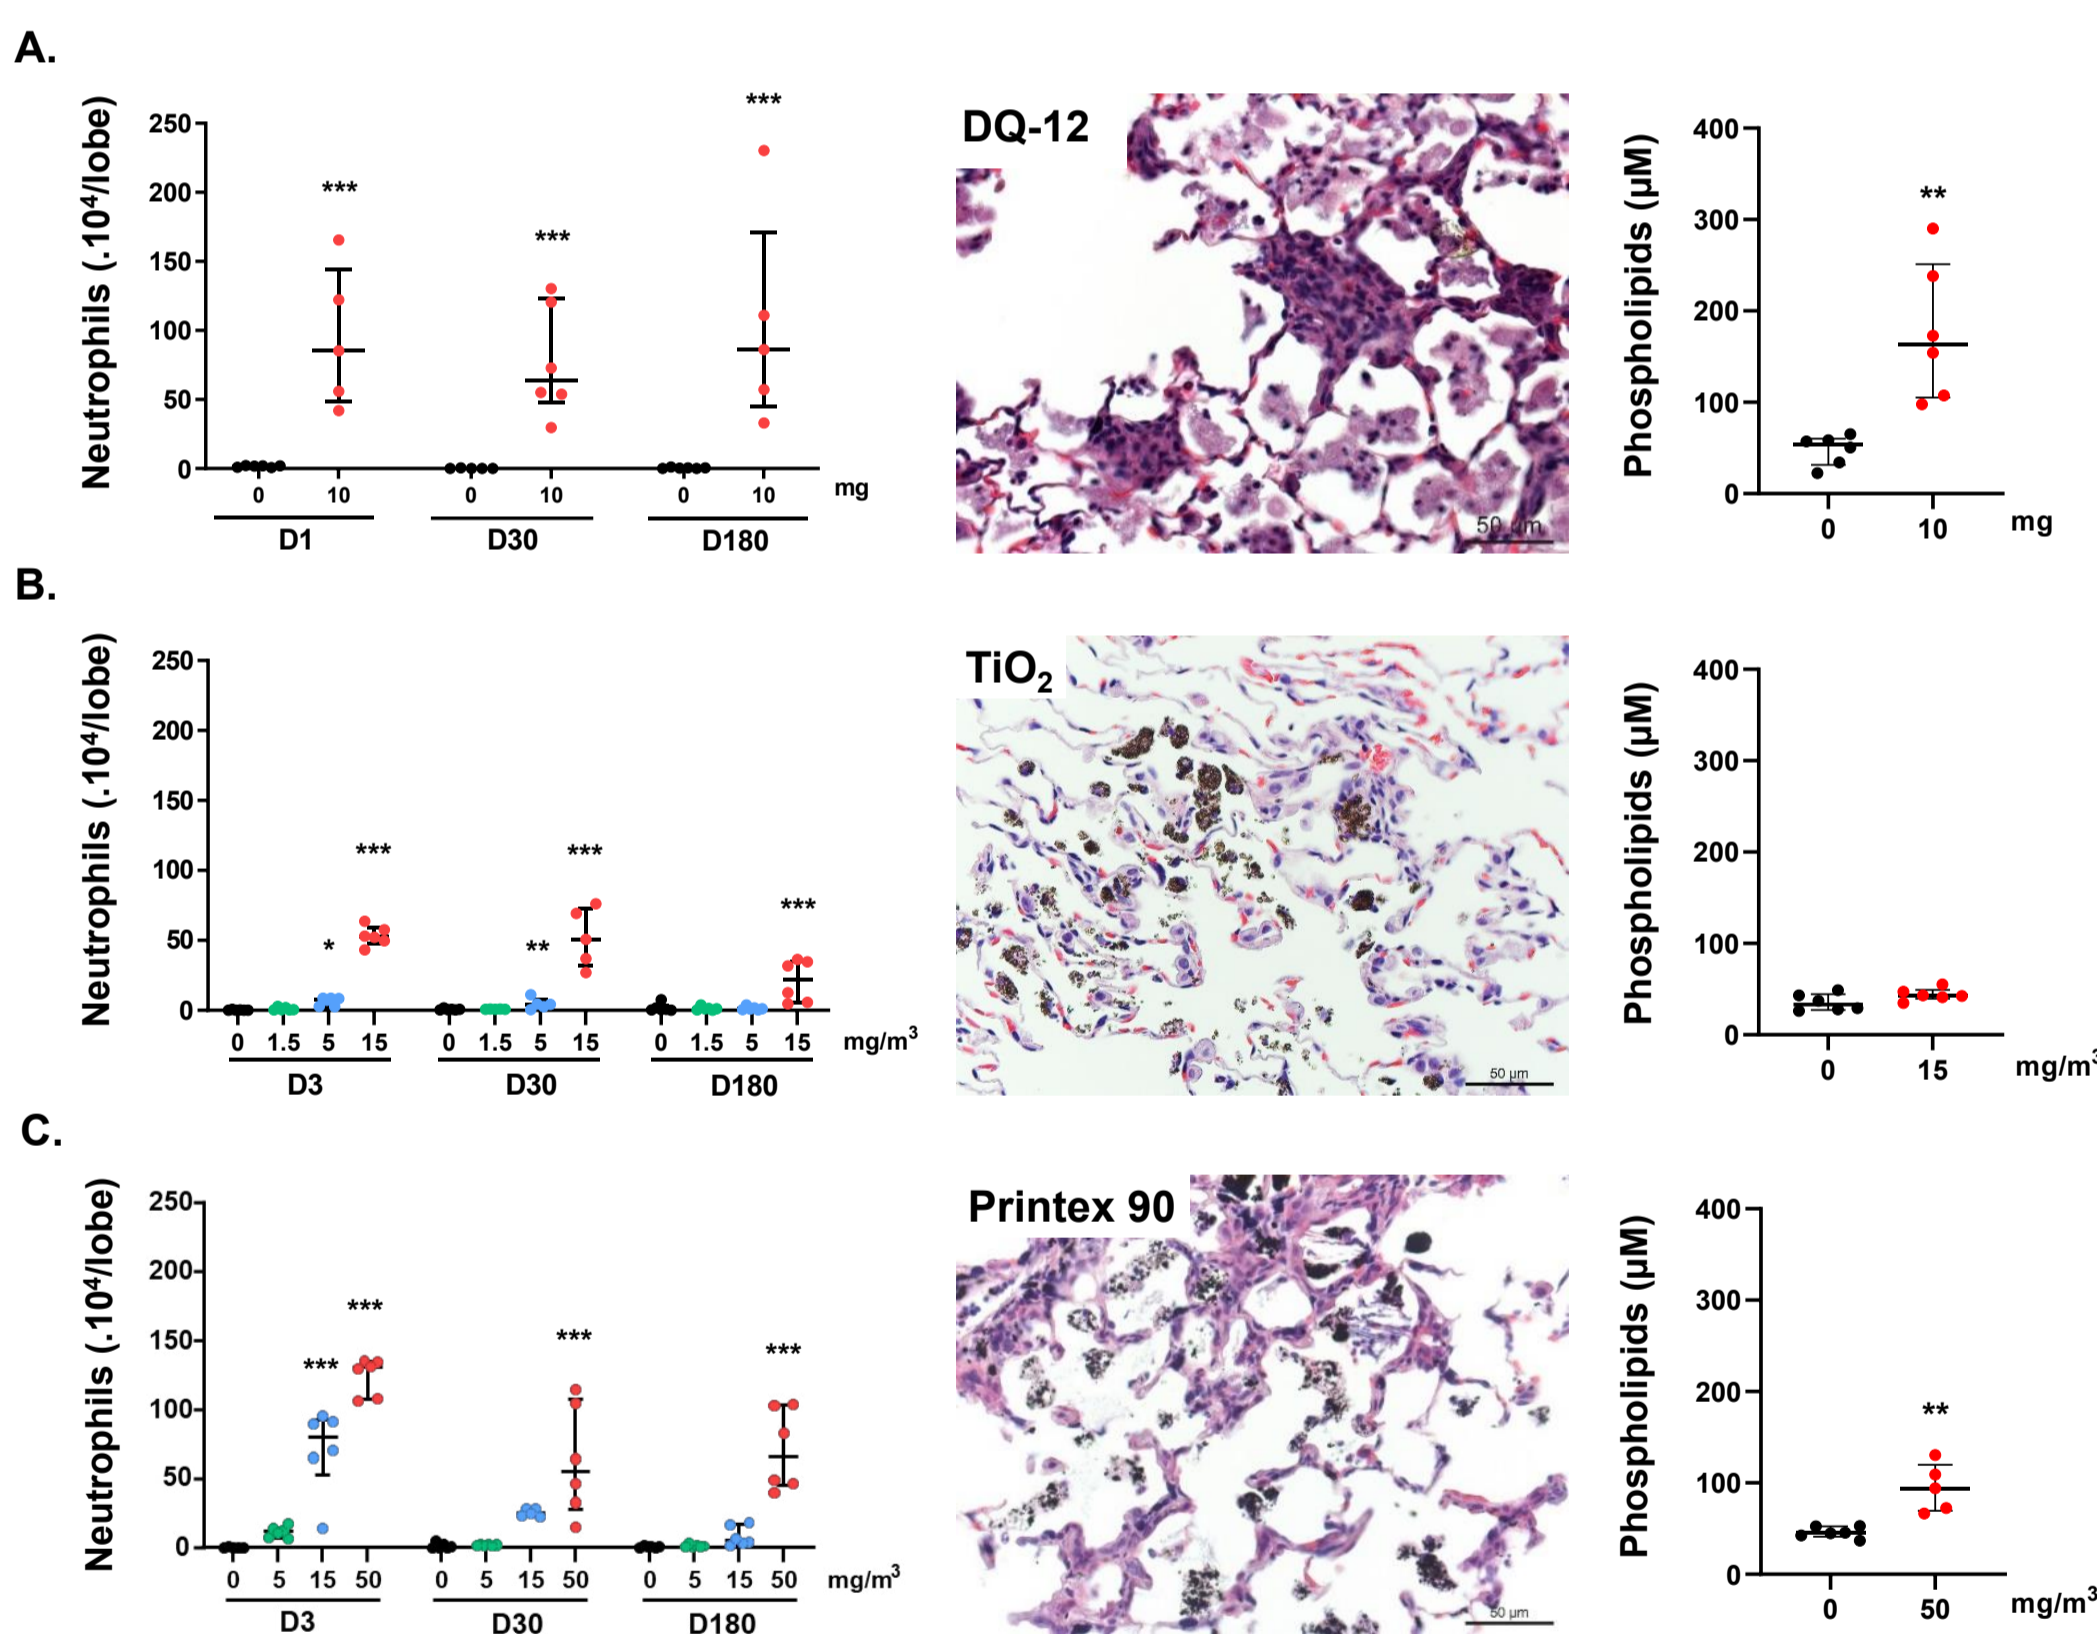 A.
Neutrophils (.10⁴/lobe)
250
200
150
100
50
0
***
***
***
0 10 0 10 0 10 mg
D1 D30 D180
DQ-12
50 µm
Phospholipids (µM)
400
300
200
100
0
**
0 10 mg
B.
Neutrophils (.10⁴/lobe)
250
200
150
100
50
0
* *** ** *** ***
0 1.5 5 15 0 1.5 5 15 0 1.5 5 15 mg/m³
D3 D30 D180
TiO₂
50 µm
Phospholipids (µM)
400
300
200
100
0
0 15 mg/m³
C.
Neutrophils (.10⁴/lobe)
250
200
150
100
50
0
*** *** *** ***
0 5 15 50 0 5 15 50 0 5 15 50 mg/m³
D3 D30 D180
Printex 90
50 µm
Phospholipids (µM)
400
300
200
100
0
**
0 50 mg/m³